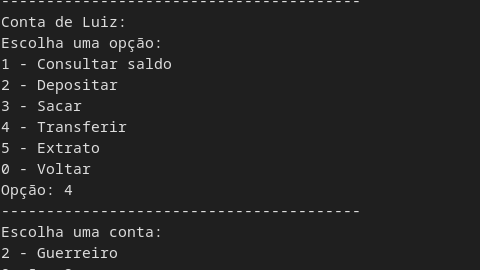 ----------------------------------------
Conta de Luiz:
Escolha uma opção:
1 - Consultar saldo
2 - Depositar
3 - Sacar
4 - Transferir
5 - Extrato
0 - Voltar
Opção: 4
----------------------------------------
Escolha uma conta:
2 - Guerreiro